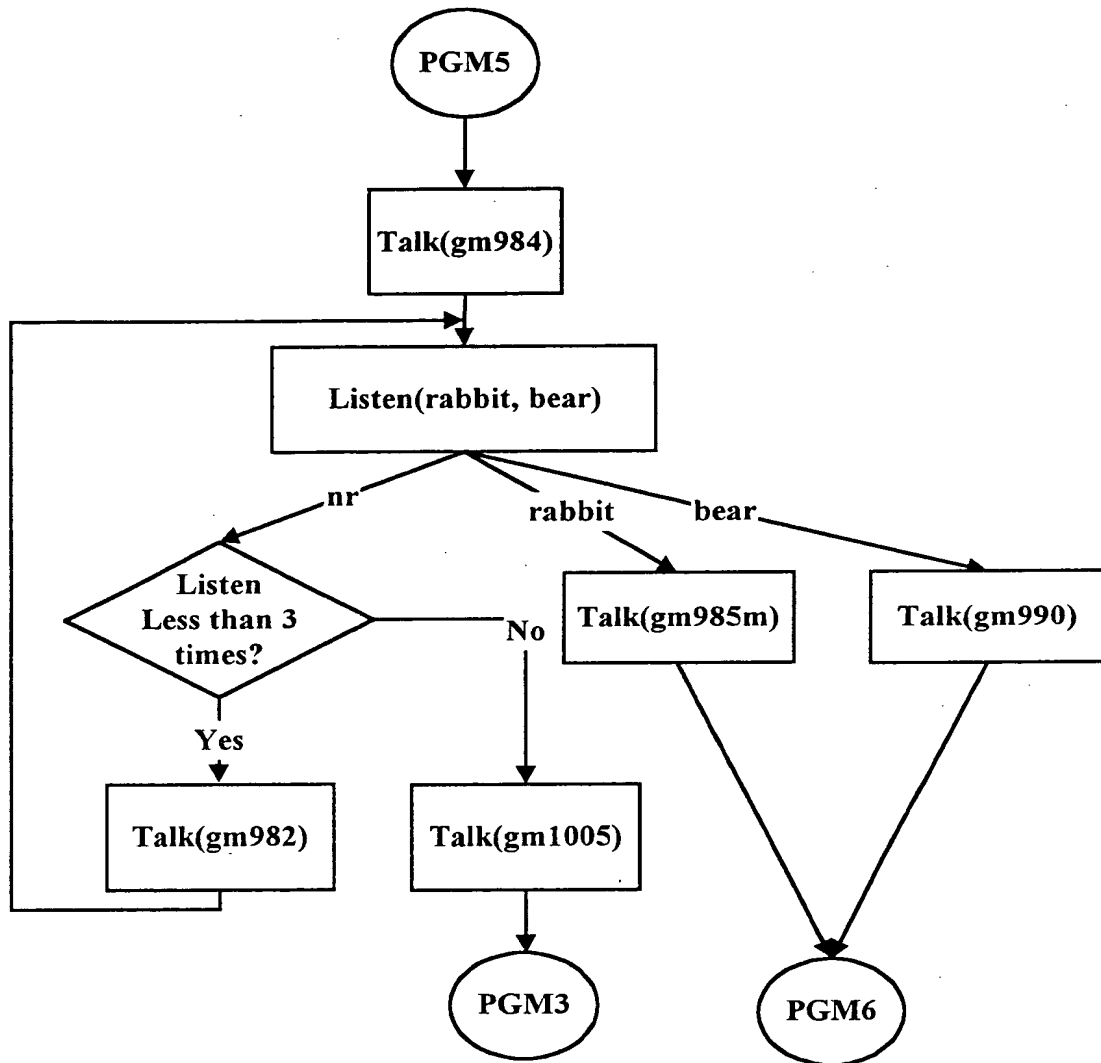 PGM5
Talk(gm984)
Listen(rabbit, bear)
nr
rabbit
bear
Listen
Less than 3
times?
No
Talk(gm985m)
Talk(gm990)
Yes
Talk(gm982)
Talk(gm1005)
PGM3
PGM6